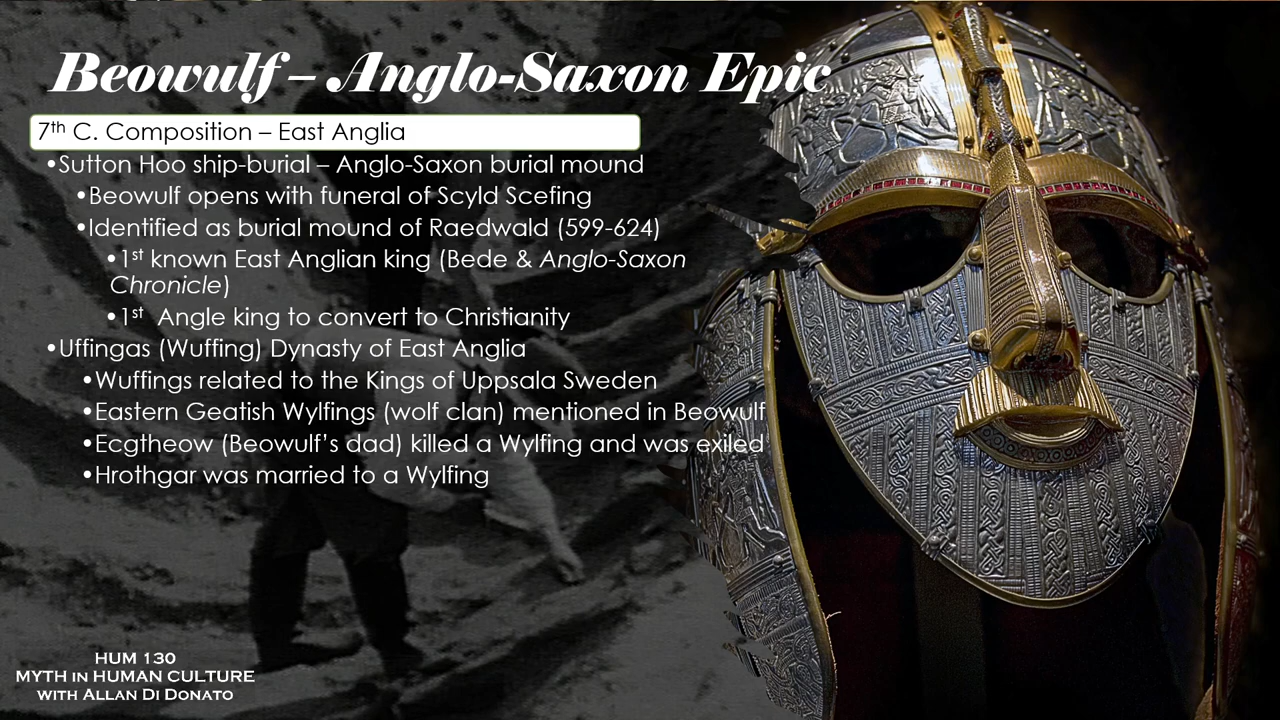 Beowulf – Anglo-Saxon Epic
7th C. Composition – East Anglia
•Sutton Hoo ship-burial – Anglo-Saxon burial mound
•Beowulf opens with funeral of Scyld Scefing
•Identified as burial mound of Raedwald (599-624)
•1st known East Anglian king (Bede & Anglo-Saxon
Chronicle)
•1st Angle king to convert to Christianity
•Uffingas (Wuffing) Dynasty of East Anglia
•Wuffings related to the Kings of Uppsala Sweden
•Eastern Geatish Wylfings (wolf clan) mentioned in Beowulf
•Ecgtheow (Beowulf’s dad) killed a Wylfing and was exiled
•Hrothgar was married to a Wylfing
HUM 130
MYTH IN HUMAN CULTURE
WITH ALLAN DI DONATO